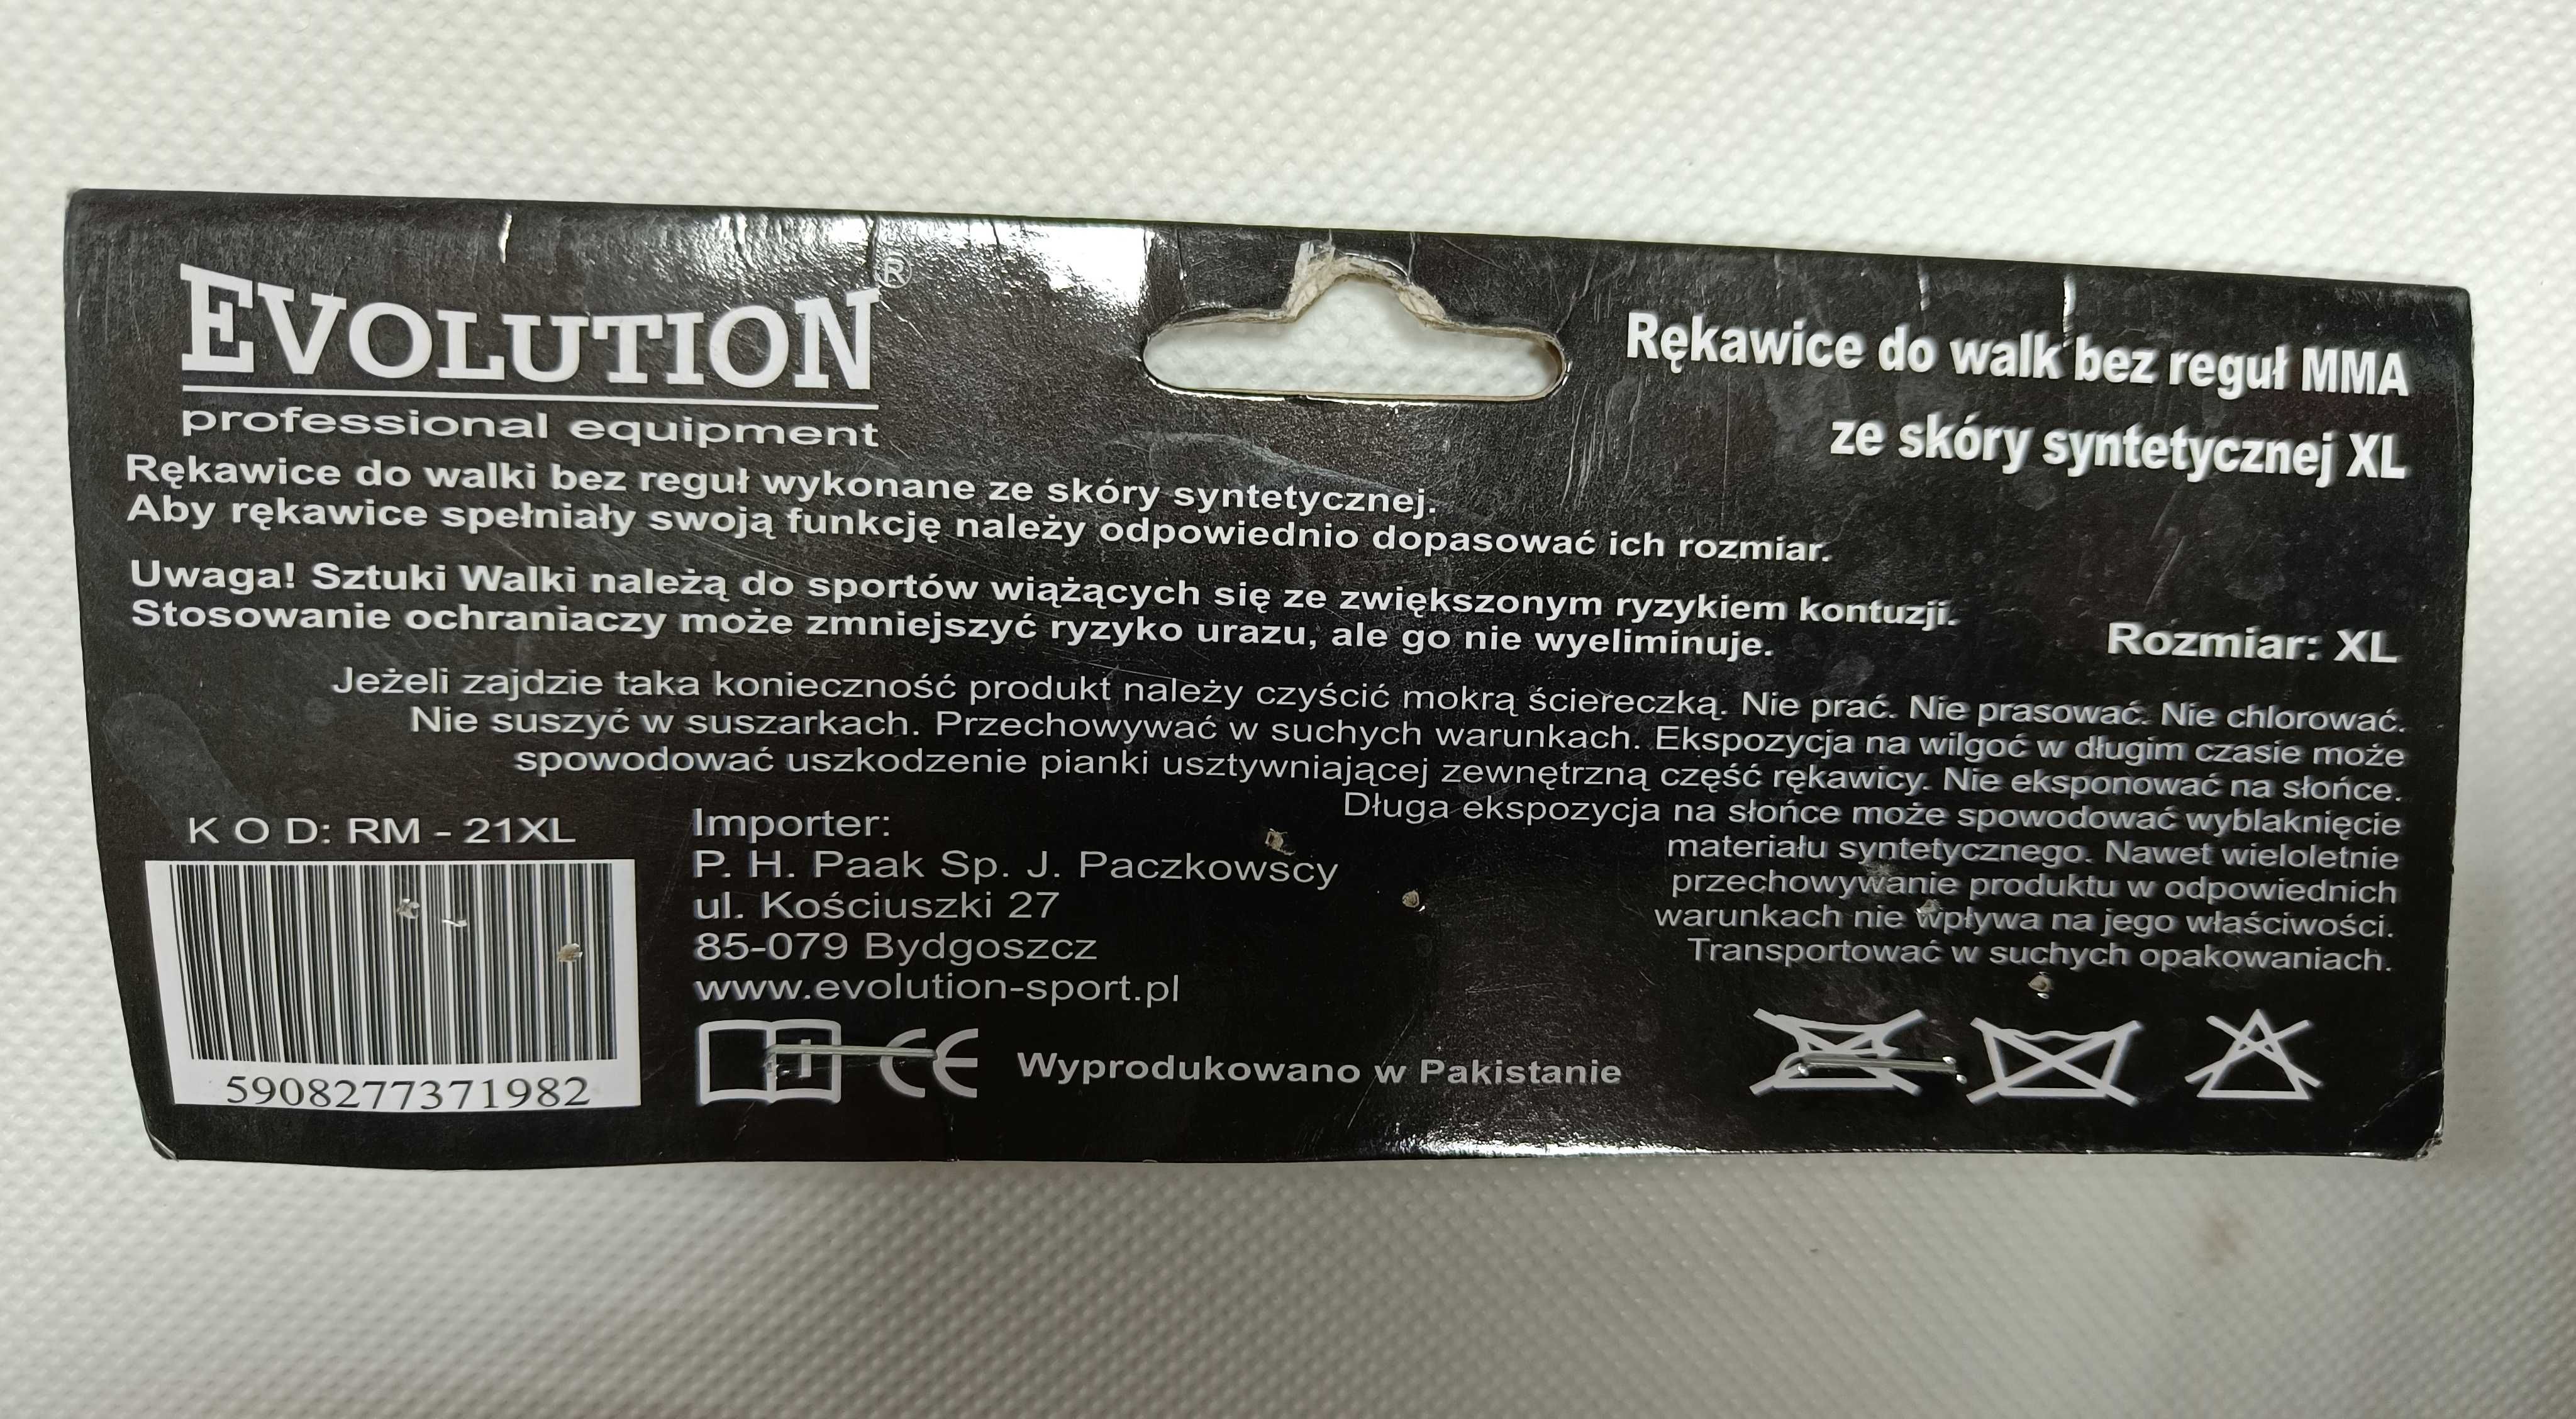 EVOLUTION®
professional equipment
Rękawice do walk bez reguł MMA
ze skóry syntetycznej XL
Rękawice do walki bez reguł wykonane ze skóry syntetycznej.
Aby rękawice spełniały swoją funkcję należy odpowiednio dopasować ich rozmiar.
Uwaga! Sztuki Walki należą do sportów wiążących się ze zwiększonym ryzykiem kontuzji.
Stosowanie ochraniaczy może zmniejszyć ryzyko urazu, ale go nie wyeliminuje.
Rozmiar: XL
Jeżeli zajdzie taka konieczność produkt należy czyścić mokrą ściereczką. Nie prać. Nie prasować. Nie chlorować.
Nie suszyć w suszarkach. Przechowywać w suchych warunkach. Ekspozycja na wilgoć w długim czasie może
spowodować uszkodzenie pianki usztywniającej zewnętrzną część rękawicy. Nie eksponować na słońce.
Długa ekspozycja na słońce może spowodować wyblaknięcie
materiału syntetycznego. Nawet wieloletnie
przechowywanie produktu w odpowiednich
warunkach nie wpływa na jego właściwości.
Transportować w suchych opakowaniach.
K O D: RM - 21XL
5908277371982
Importer:
P. H. Paak Sp. J. Paczkowscy
ul. Kościuszki 27
85-079 Bydgoszcz
www.evolution-sport.pl
i CE Wyprodukowano w Pakistanie